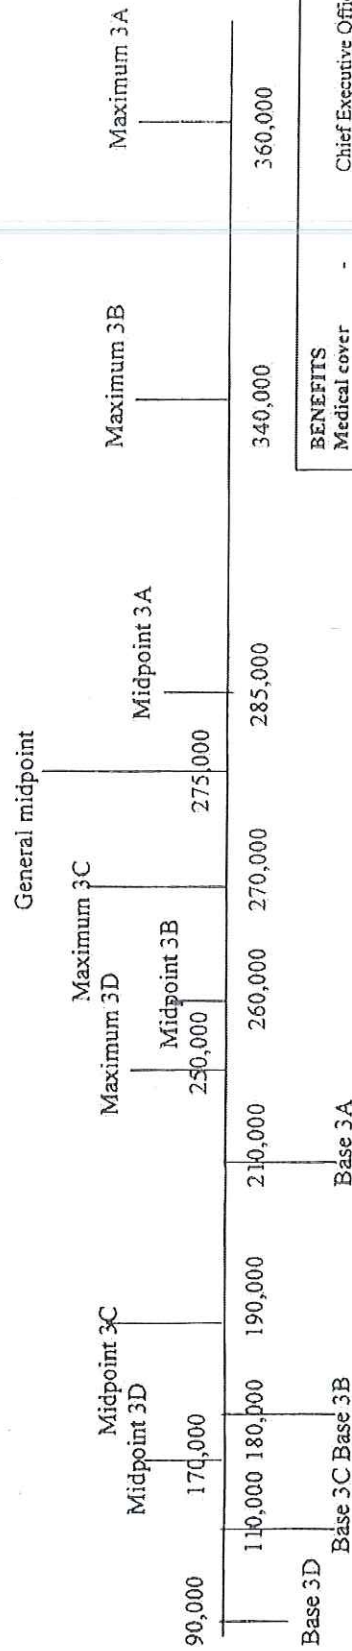 General midpoint
Maximum 3A
Maximum 3B
Midpoint 3A
Maximum 3C
Maximum 3D
Midpoint 3B
Midpoint 3C
Midpoint 3D
90,000
170,000
250,000
275,000
110,000 180,000
190,000
210,000
260,000
270,000
285,000
340,000
360,000
Base 3D
Base 3C Base 3B
Base 3A
BENEFITS
Medical cover - Chief Executive